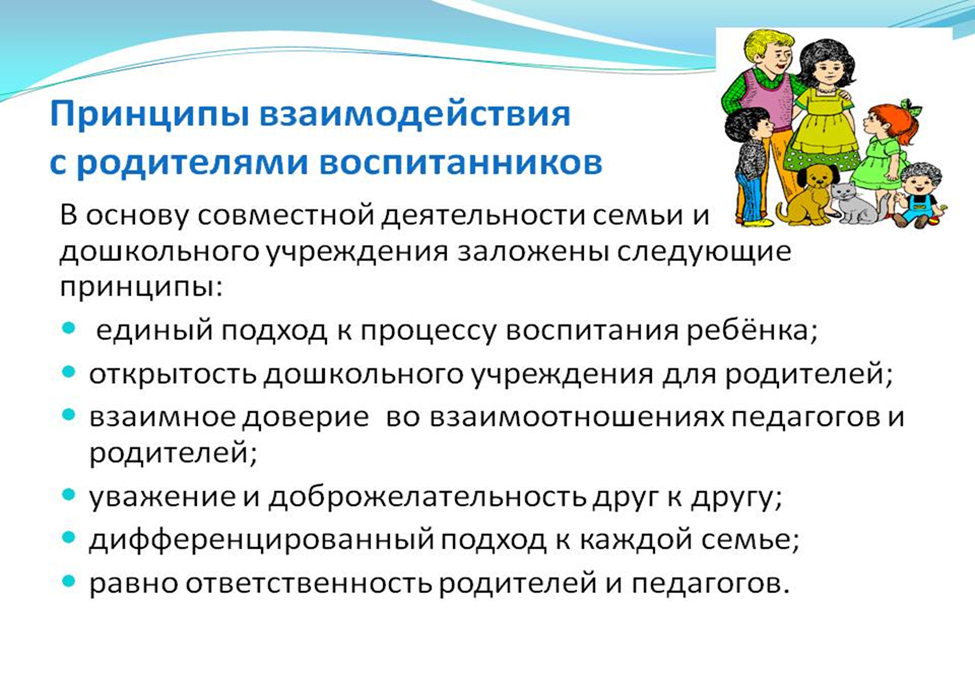 Принципы взаимодействия
с родителями воспитанников
В основу совместной деятельности семьи и
дошкольного учреждения заложены следующие
принципы:
• единый подход к процессу воспитания ребёнка;
• открытость дошкольного учреждения для родителей;
• взаимное доверие во взаимоотношениях педагогов и
родителей;
• уважение и доброжелательность друг к другу;
• дифференцированный подход к каждой семье;
• равно ответственность родителей и педагогов.